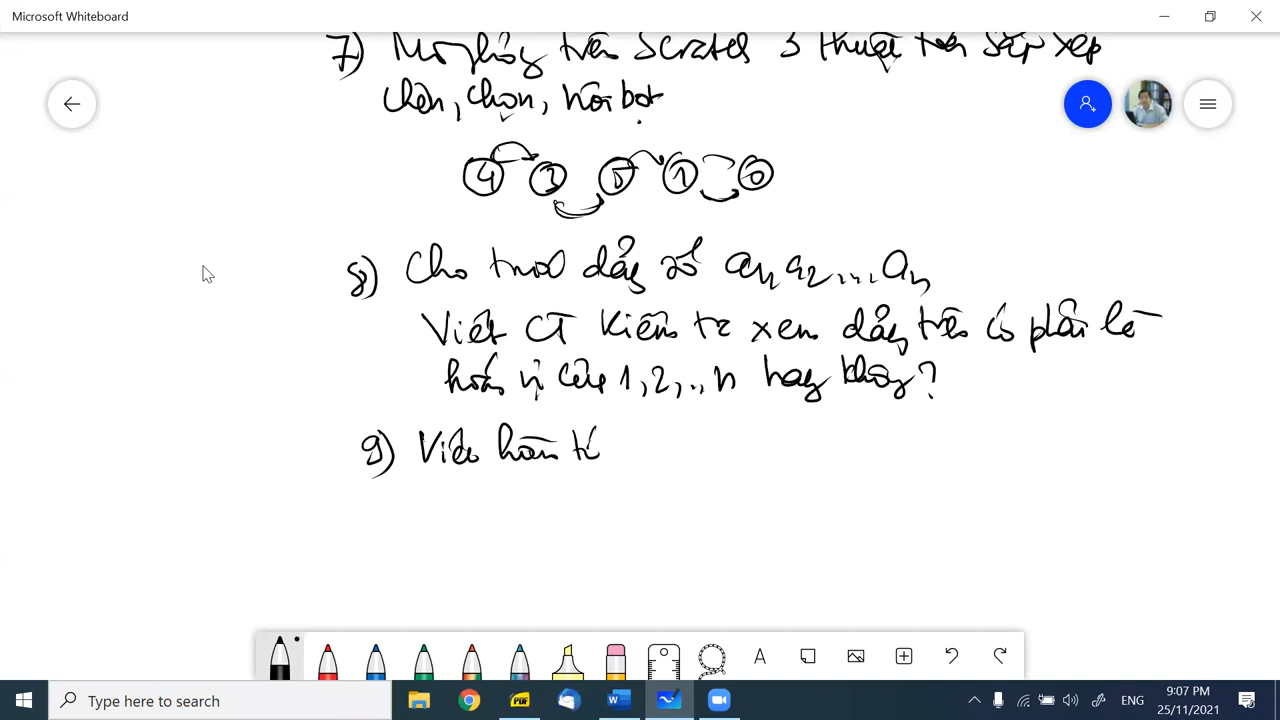 Microsoft Whiteboard
7) Mô phỏng trên Scratch 3 thuật toán sắp xếp
chèn, chọn, nổi bọt
4 3 5 1 6
8) Cho trước dãy số a1, a2, ..., an
Viết CT kiểm tra xem dãy trên có phải là
hoán vị của 1, 2, .., n hay không?
9) Viết hàm
Type here to search
W
ENG
9:07 PM
25/11/2021